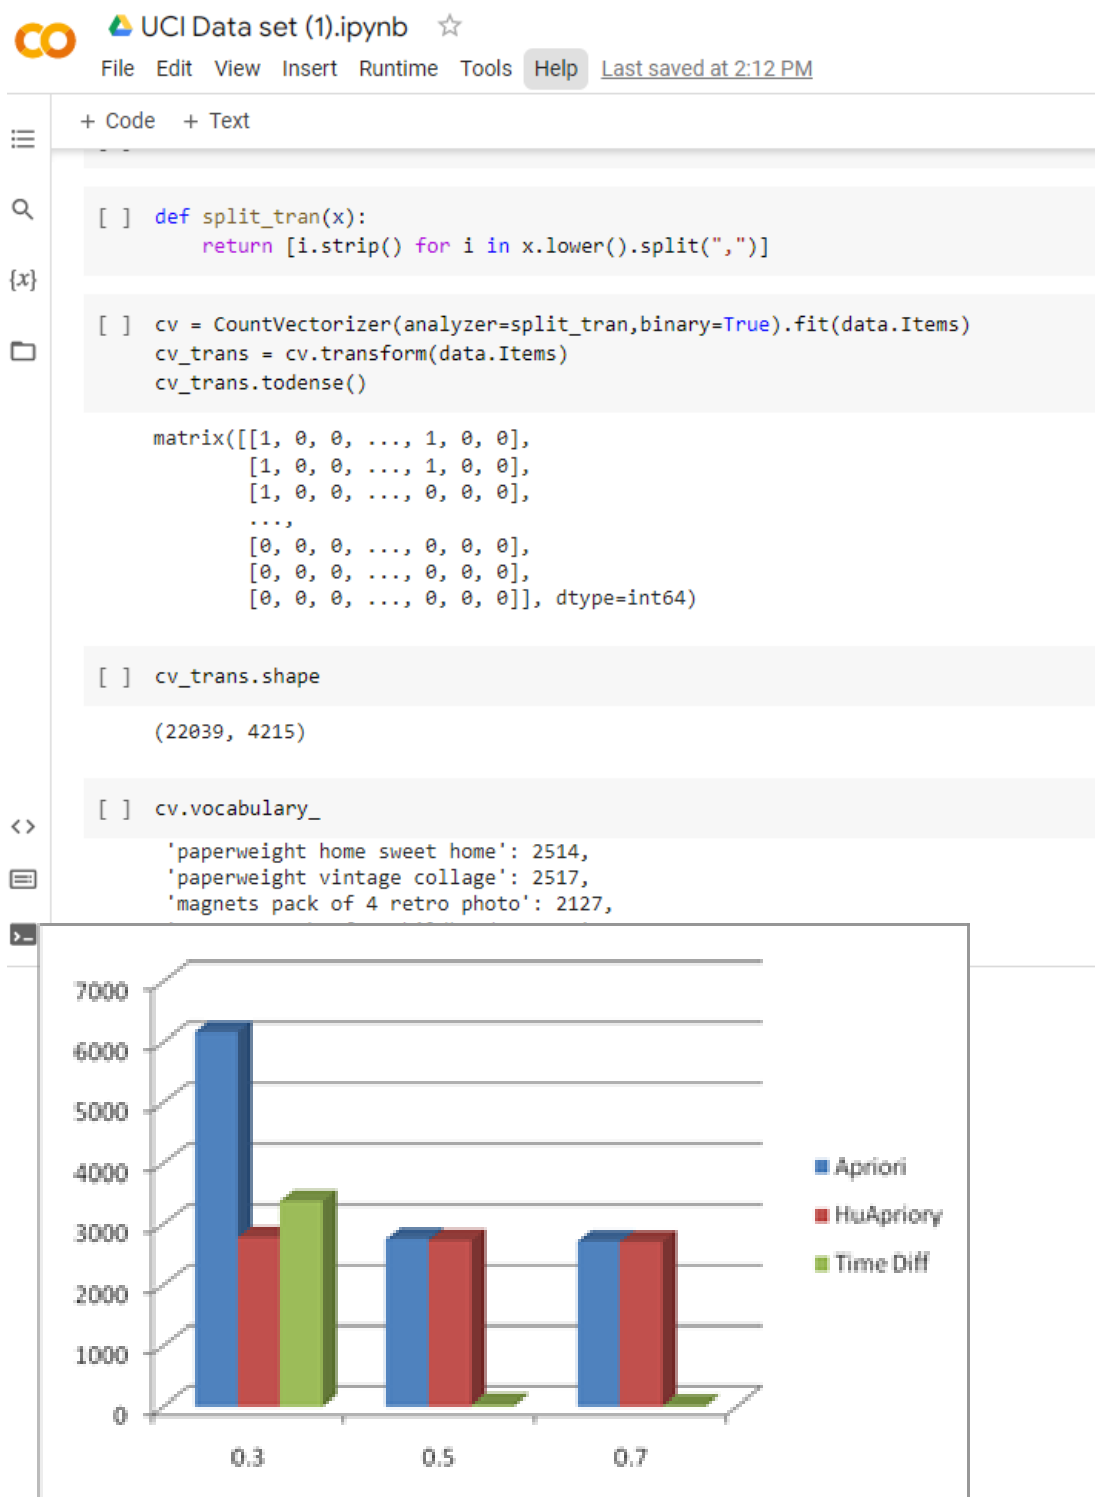 UCI Data set (1).ipynb
File Edit View Insert Runtime Tools Help Last saved at 2:12 PM
+ Code + Text
[ ] def split_tran(x):
return [i.strip() for i in x.lower().split(",")]
{x}
[ ] cv = CountVectorizer(analyzer=split_tran,binary=True).fit(data.Items)
cv_trans = cv.transform(data.Items)
cv_trans.todense()
matrix([[1, 0, 0, ..., 1, 0, 0],
[1, 0, 0, ..., 1, 0, 0],
[1, 0, 0, ..., 0, 0, 0],
...,
[0, 0, 0, ..., 0, 0, 0],
[0, 0, 0, ..., 0, 0, 0],
[0, 0, 0, ..., 0, 0, 0]], dtype=int64)
[ ] cv_trans.shape
(22039, 4215)
[ ] cv.vocabulary_
'paperweight home sweet home': 2514,
'paperweight vintage collage': 2517,
'magnets pack of 4 retro photo': 2127,
7000
6000
5000
4000
3000
2000
1000
0
0.3 0.5 0.7
Apriori
HuApriory
Time Diff